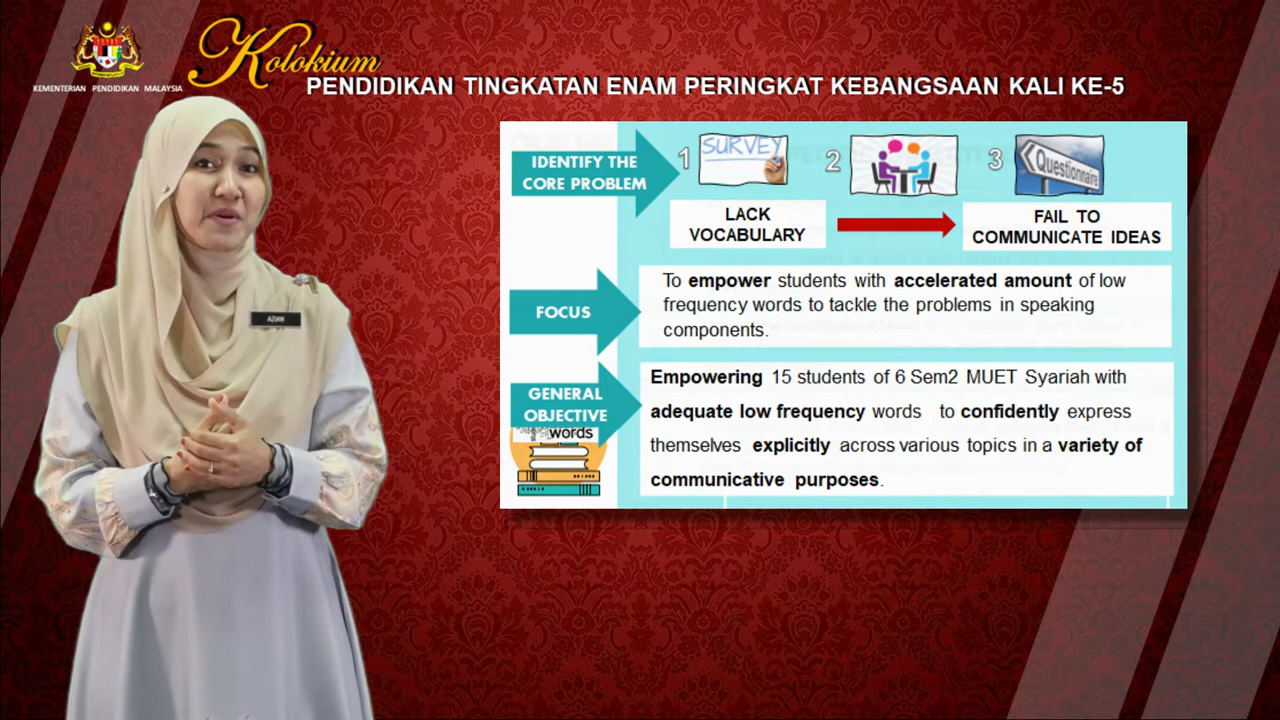 KEMENTERIAN PENDIDIKAN MALAYSIA
Kolokium
PENDIDIKAN TINGKATAN ENAM PERINGKAT KEBANGSAAN KALI KE-5
AZIAN
IDENTIFY THE
CORE PROBLEM
1
SURVEY
2
3
Questionnaire
LACK
VOCABULARY
FAIL TO
COMMUNICATE IDEAS
FOCUS
To empower students with accelerated amount of low
frequency words to tackle the problems in speaking
components.
GENERAL
OBJECTIVE
words
Empowering 15 students of 6 Sem2 MUET Syariah with
adequate low frequency words to confidently express
themselves explicitly across various topics in a variety of
communicative purposes.